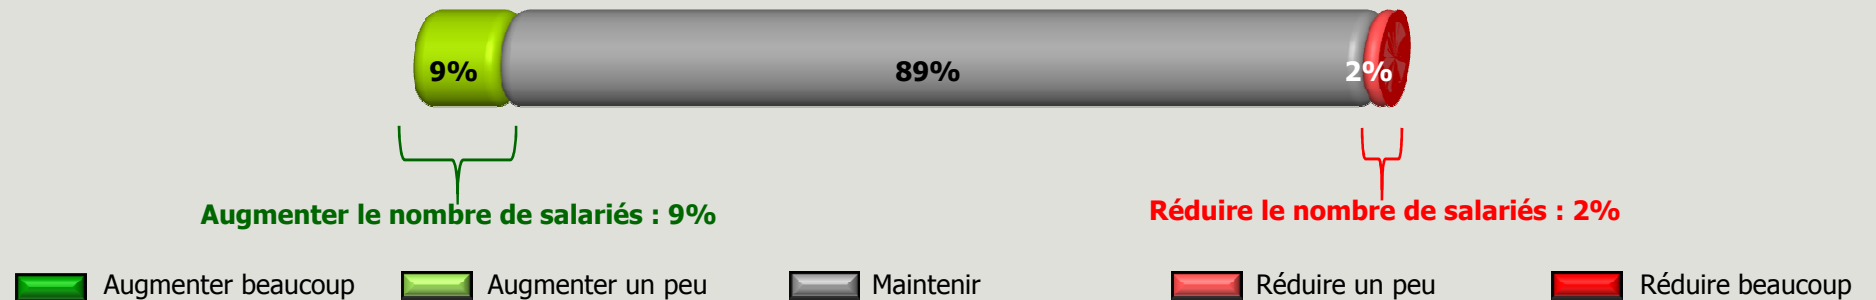 9% 89% 2%
Augmenter le nombre de salariés : 9%
Réduire le nombre de salariés : 2%
Augmenter beaucoup Augmenter un peu Maintenir Réduire un peu Réduire beaucoup